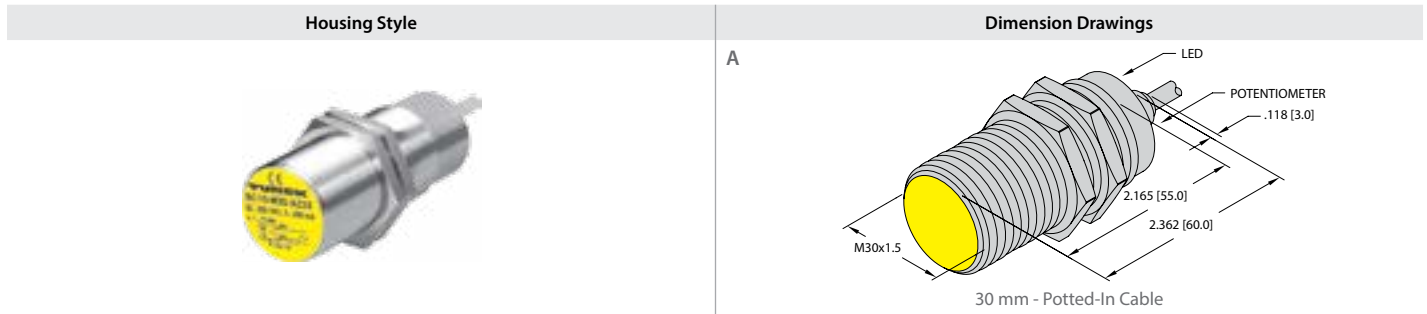 Housing Style
Dimension Drawings
A
LED
POTENTIOMETER
.118 [3.0]
2.165 [55.0]
2.362 [60.0]
M30x1.5
30 mm - Potted-In Cable
TURCK